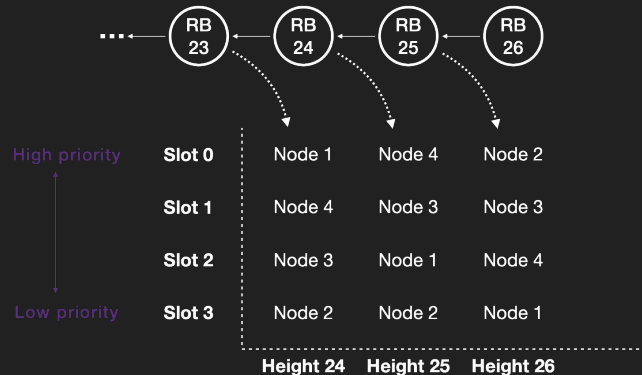 RB 23
RB 24
RB 25
RB 26
High priority
Slot 0 Node 1 Node 4 Node 2
Slot 1 Node 4 Node 3 Node 3
Slot 2 Node 3 Node 1 Node 4
Low priority
Slot 3 Node 2 Node 2 Node 1
Height 24 Height 25 Height 26